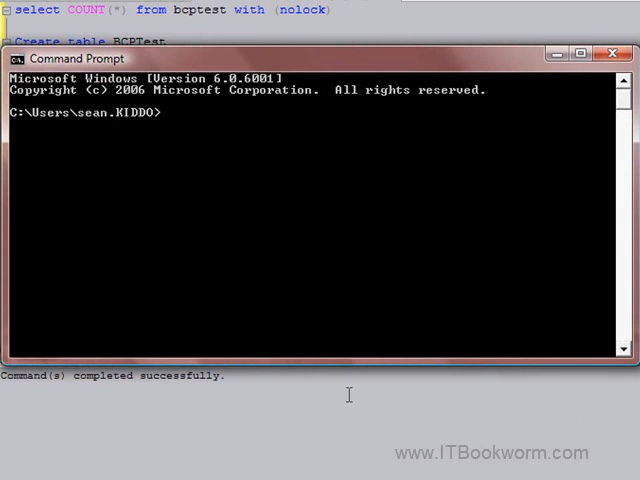 select COUNT(*) from bcptest with (nolock)
Create table BCPTest
Command Prompt
Microsoft Windows [Version 6.0.6001]
Copyright (c) 2006 Microsoft Corporation.  All rights reserved.
C:\Users\sean.KIDDO>
Command(s) completed successfully.
www.ITBookworm.com